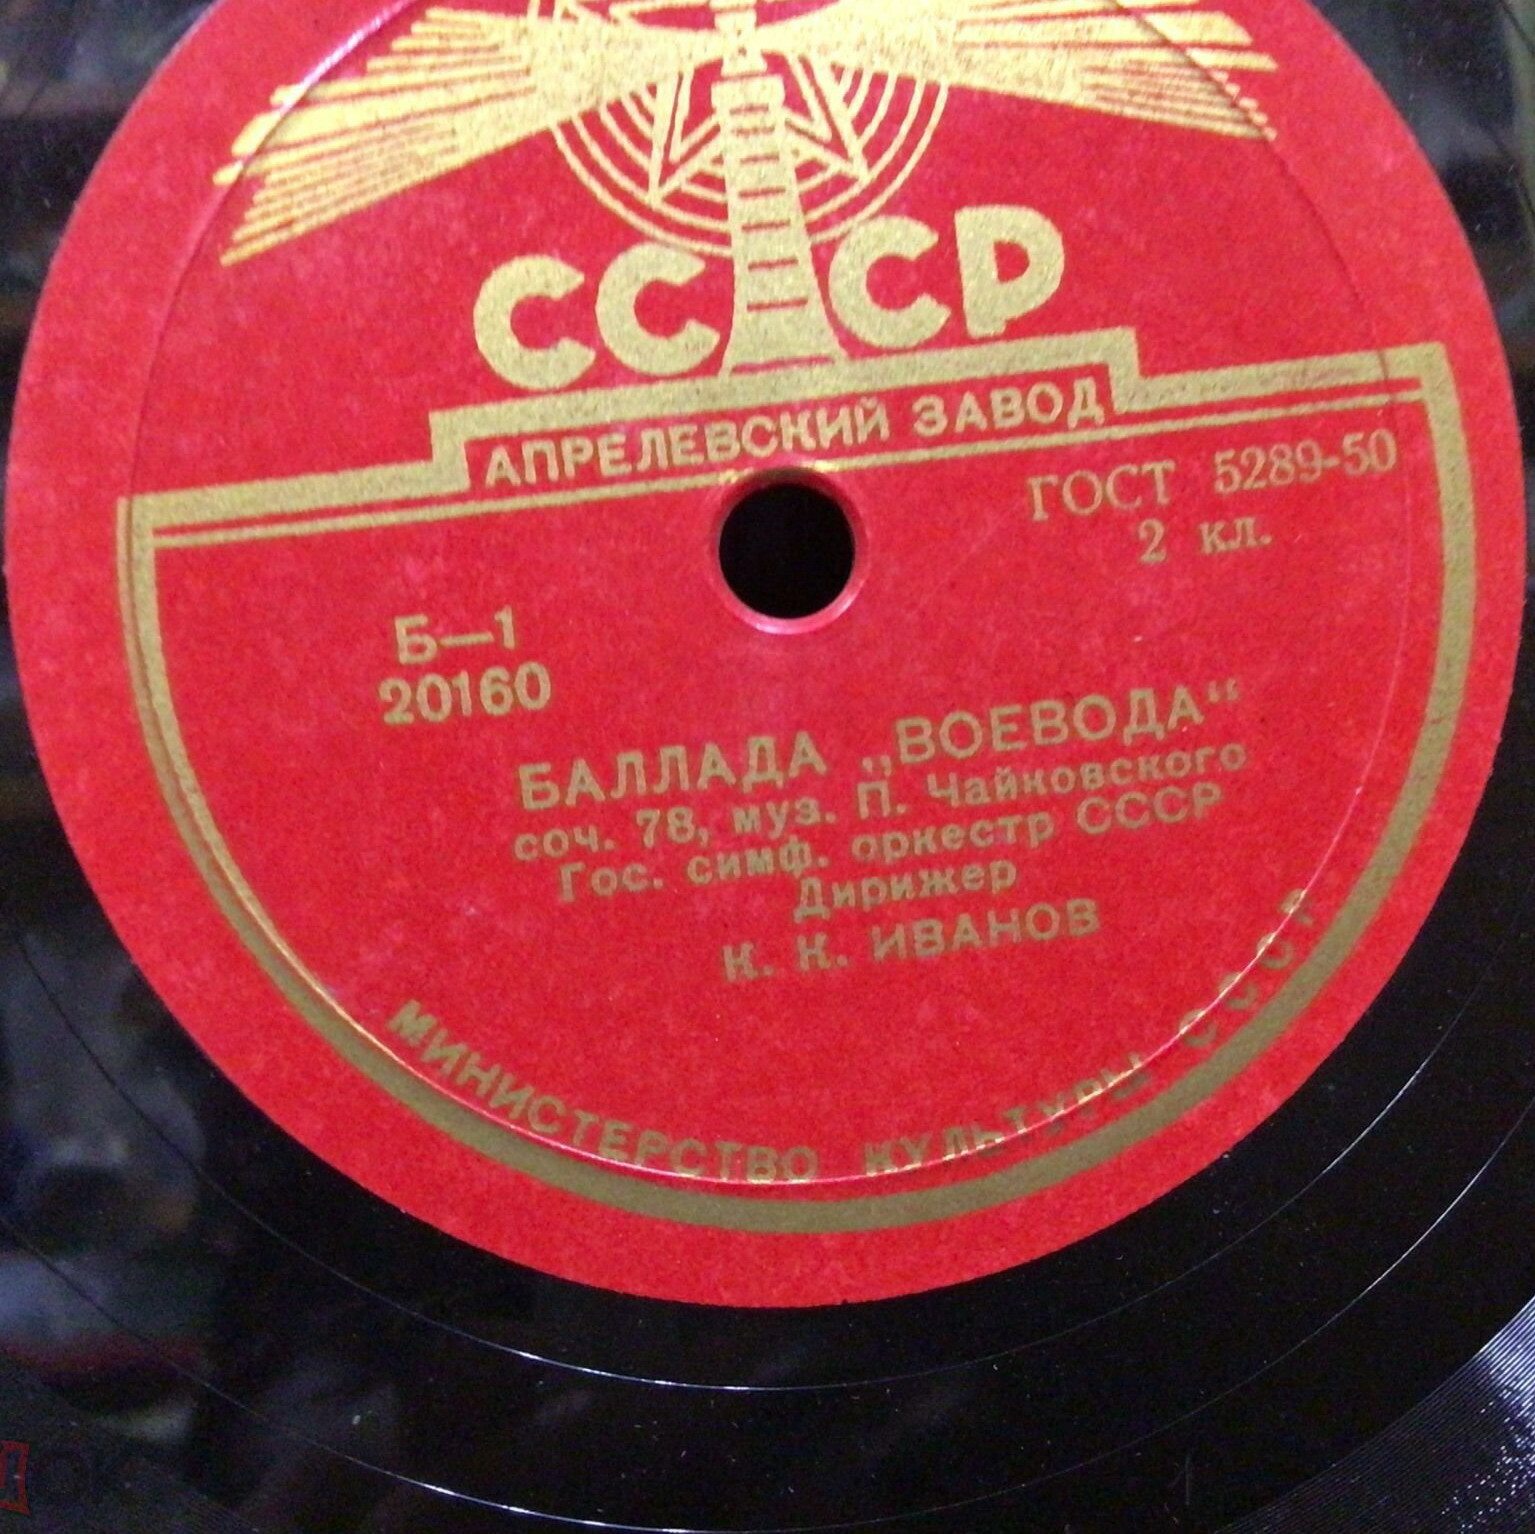 СССР
АПРЕЛЕВСКИЙ ЗАВОД
ГОСТ 5289-50
2 кл.
Б—1
20160
БАЛЛАДА „ВОЕВОДА“
соч. 78, муз. П. Чайковского
Гос. симф. оркестр СССР
Дирижер
К. К. ИВАНОВ
МИНИСТЕРСТВО КУЛЬТУРЫ СССР